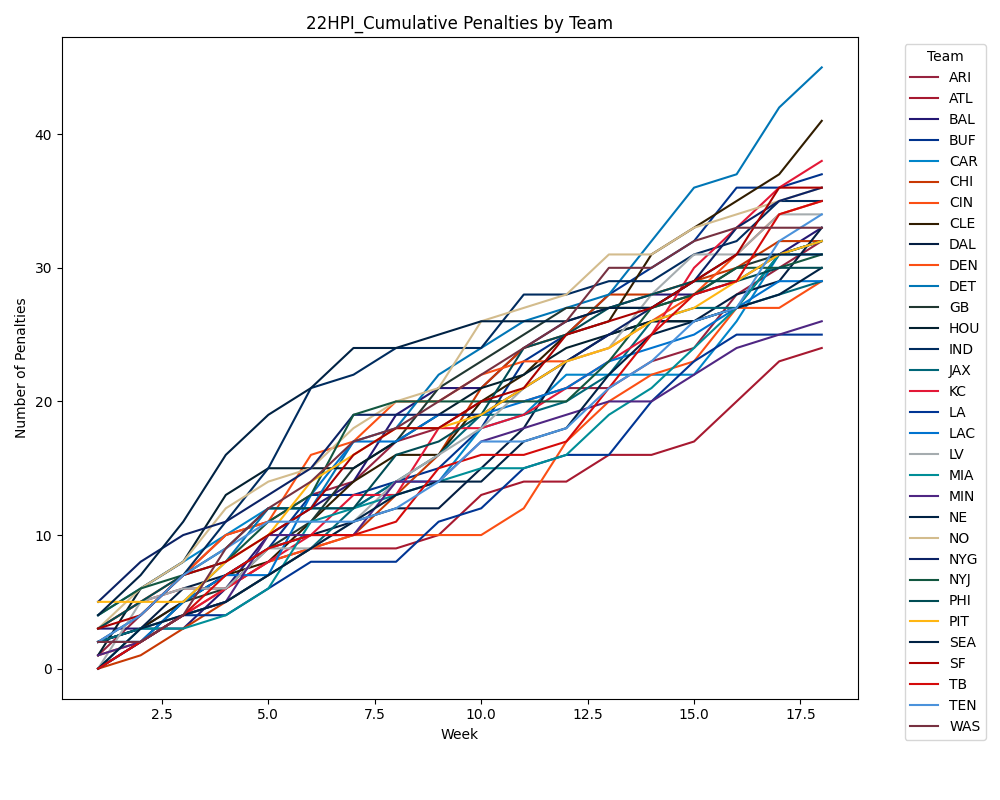 22HPI_Cumulative Penalties by Team
Number of Penalties
40
30
20
10
0
2.5 5.0 7.5 10.0 12.5 15.0 17.5
Week
Team
ARI
ATL
BAL
BUF
CAR
CHI
CIN
CLE
DAL
DEN
DET
GB
HOU
IND
JAX
KC
LA
LAC
LV
MIA
MIN
NE
NO
NYG
NYJ
PHI
PIT
SEA
SF
TB
TEN
WAS